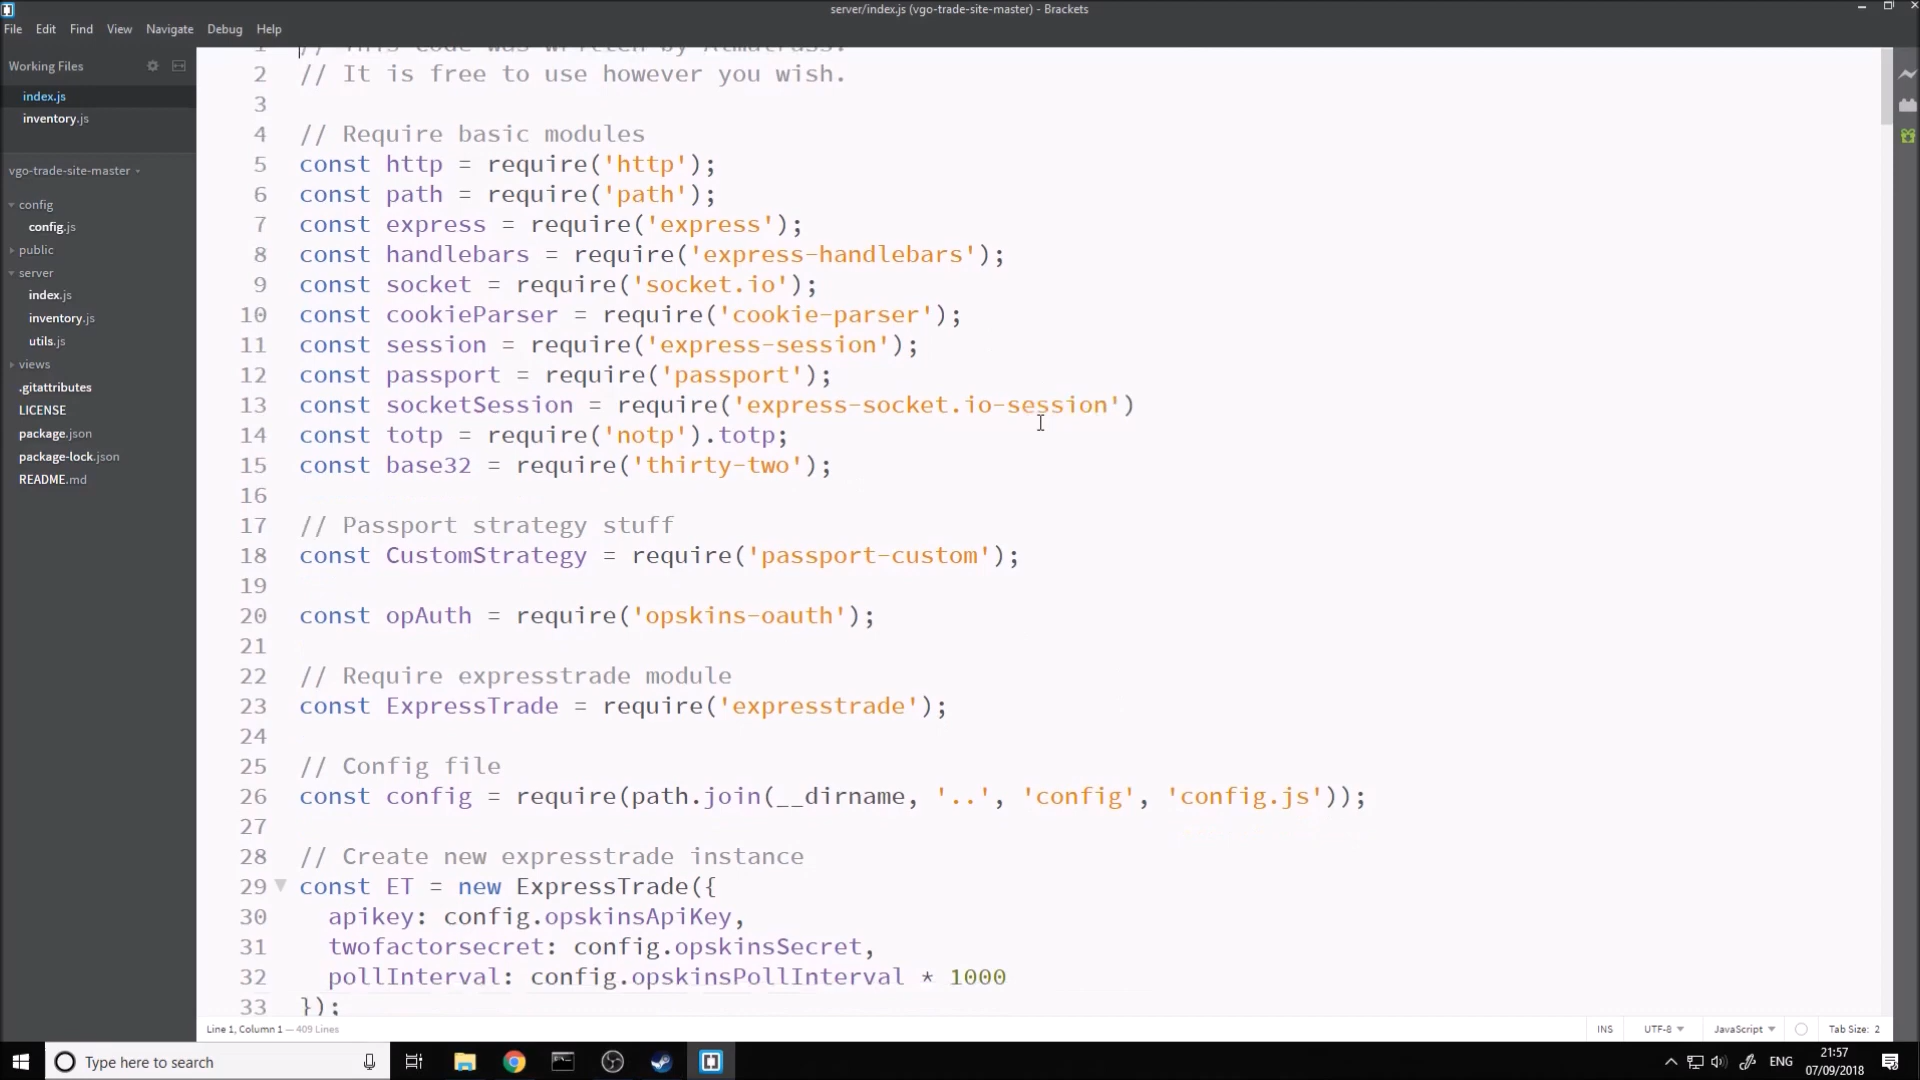 server/index.js (vgo-trade-site-master) - Brackets
File Edit Find View Navigate Debug Help
Working Files
index.js
inventory.js
vgo-trade-site-master
config
config.js
public
server
index.js
inventory.js
utils.js
views
.gitattributes
LICENSE
package.json
package-lock.json
README.md
1 // This code was written by Almatrass.
2 // It is free to use however you wish.
3
4 // Require basic modules
5 const http = require('http');
6 const path = require('path');
7 const express = require('express');
8 const handlebars = require('express-handlebars');
9 const socket = require('socket.io');
10 const cookieParser = require('cookie-parser');
11 const session = require('express-session');
12 const passport = require('passport');
13 const socketSession = require('express-socket.io-session')
14 const totp = require('notp').totp;
15 const base32 = require('thirty-two');
16
17 // Passport strategy stuff
18 const CustomStrategy = require('passport-custom');
19
20 const opAuth = require('opskins-oauth');
21
22 // Require expresstrade module
23 const ExpressTrade = require('expresstrade');
24
25 // Config file
26 const config = require(path.join(__dirname, '..', 'config', 'config.js'));
27
28 // Create new expresstrade instance
29 const ET = new ExpressTrade({
30 apikey: config.opskinsApiKey,
31 twofactorsecret: config.opskinsSecret,
32 pollInterval: config.opskinsPollInterval * 1000
33 });
Line 1, Column 1 — 409 Lines
INS UTF-8 JavaScript Tab Size: 2
Type here to search
ENG
21:57
07/09/2018